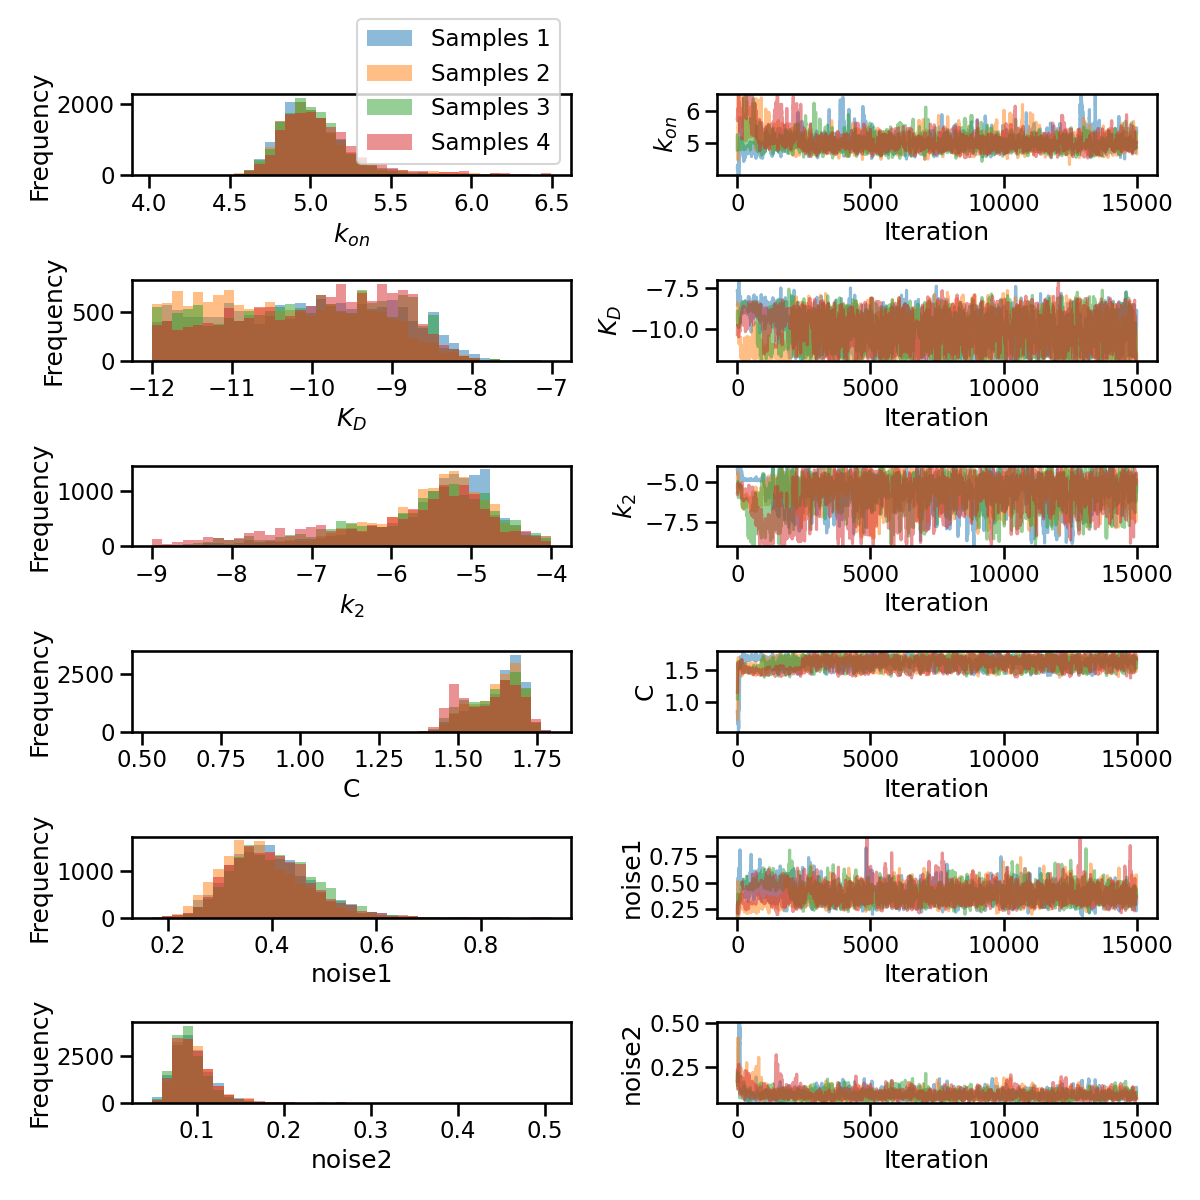 Samples 1
Samples 2
Samples 3
Samples 4
Frequency
2000
0
4.0 4.5 5.0 5.5 6.0 6.5
k_on
k_on
6
5
0 5000 10000 15000
Iteration
Frequency
500
0
−12 −11 −10 −9 −8 −7
K_D
K_D
−7.5
−10.0
0 5000 10000 15000
Iteration
Frequency
1000
0
−9 −8 −7 −6 −5 −4
k_2
k_2
−5.0
−7.5
0 5000 10000 15000
Iteration
Frequency
2500
0
0.50 0.75 1.00 1.25 1.50 1.75
C
C
1.5
1.0
0 5000 10000 15000
Iteration
Frequency
1000
0
0.2 0.4 0.6 0.8
noise1
noise1
0.75
0.50
0.25
0 5000 10000 15000
Iteration
Frequency
2500
0
0.1 0.2 0.3 0.4 0.5
noise2
noise2
0.50
0.25
0 5000 10000 15000
Iteration